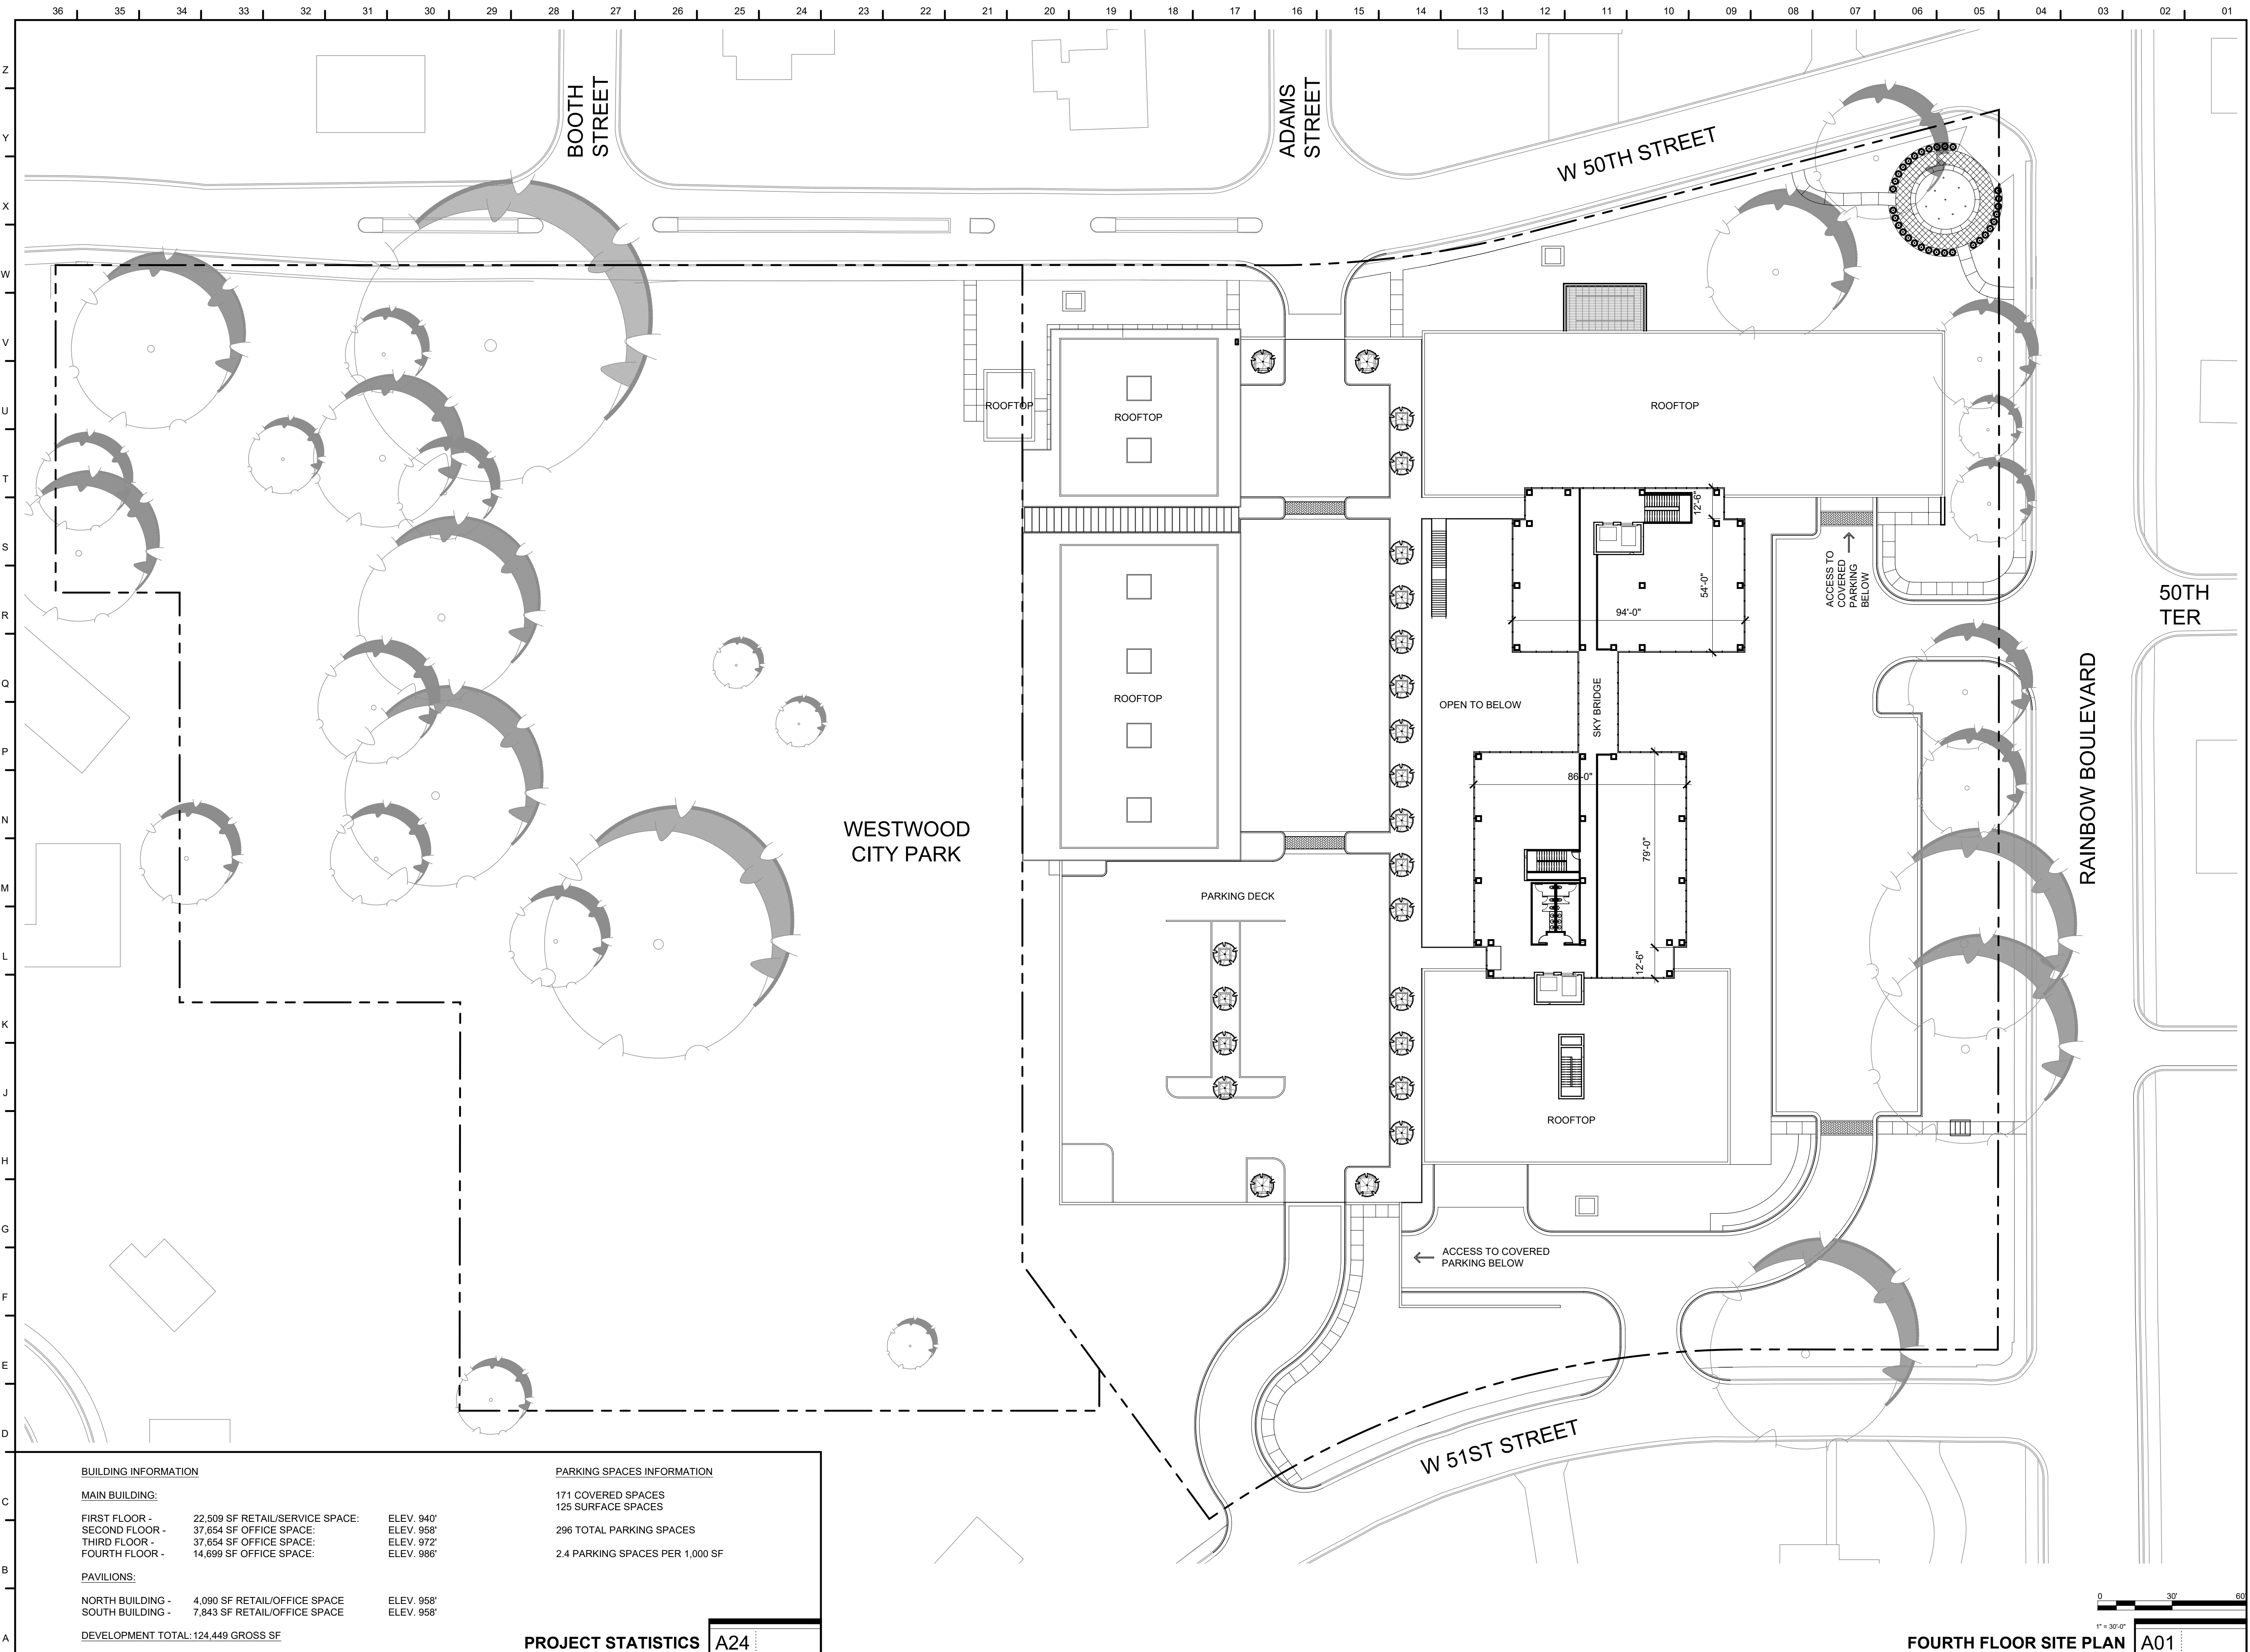 36 35 34 33 32 31 30 29 28 27 26 25 24 23 22 21 20 19 18 17 16 15 14 13 12 11 10 09 08 07 06 05 04 03 02 01
Z
Y
X
W
V
U
T
S
R
Q
P
N
M
L
K
J
H
G
F
E
D
C
B
A
BOOTH
STREET
ADAMS
STREET
W 50TH STREET
ROOFTOP
ROOFTOP
ROOFTOP
12'-6"
54'-0"
94'-0"
ACCESS TO
COVERED
PARKING
BELOW
50TH
TER
RAINBOW BOULEVARD
ROOFTOP
OPEN TO BELOW
SKY BRIDGE
86'-0"
79'-0"
12'-6"
WESTWOOD
CITY PARK
PARKING DECK
ROOFTOP
ACCESS TO COVERED
PARKING BELOW
W 51ST STREET
BUILDING INFORMATION
MAIN BUILDING:
FIRST FLOOR - 22,509 SF RETAIL/SERVICE SPACE: ELEV. 940'
SECOND FLOOR - 37,654 SF OFFICE SPACE: ELEV. 958'
THIRD FLOOR - 37,654 SF OFFICE SPACE: ELEV. 972'
FOURTH FLOOR - 14,699 SF OFFICE SPACE: ELEV. 986'
PAVILIONS:
NORTH BUILDING - 4,090 SF RETAIL/OFFICE SPACE ELEV. 958'
SOUTH BUILDING - 7,843 SF RETAIL/OFFICE SPACE ELEV. 958'
DEVELOPMENT TOTAL: 124,449 GROSS SF
PARKING SPACES INFORMATION
171 COVERED SPACES
125 SURFACE SPACES
296 TOTAL PARKING SPACES
2.4 PARKING SPACES PER 1,000 SF
PROJECT STATISTICS A24
0 30' 60'
1" = 30'-0"
FOURTH FLOOR SITE PLAN A01